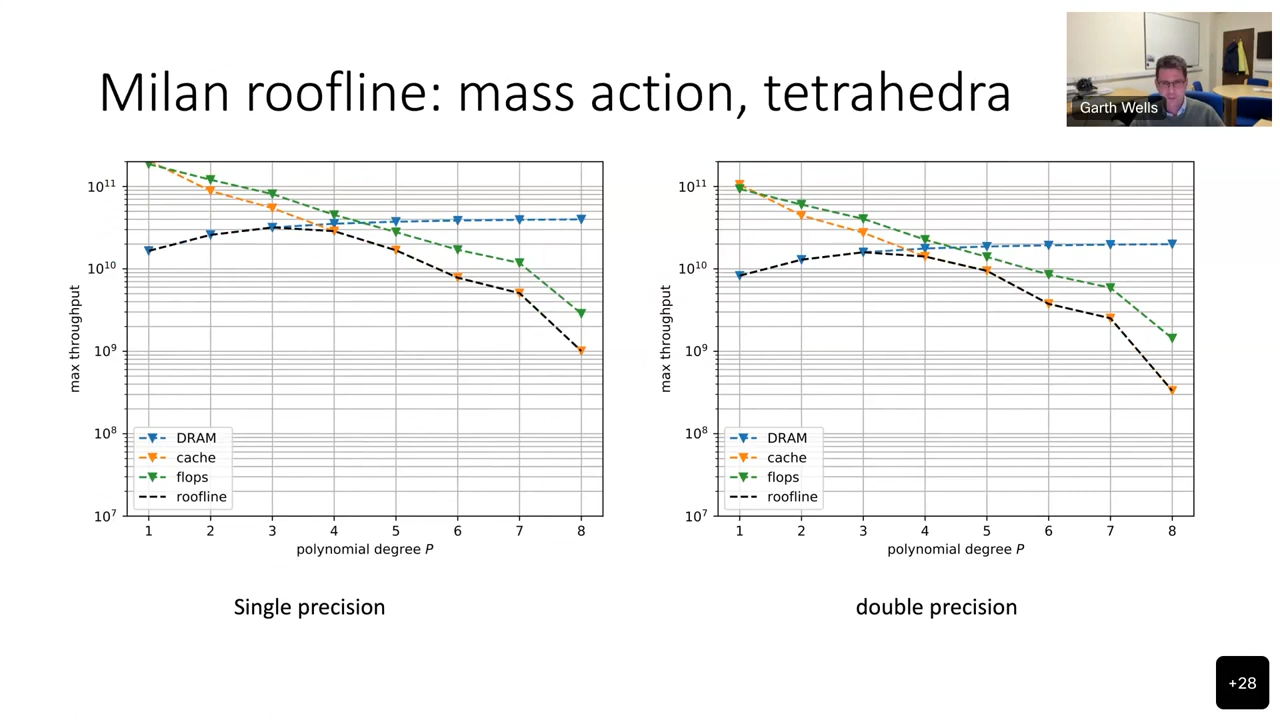 Milan roofline: mass action, tetrahedra
Garth Wells
10¹¹
10¹⁰
10⁹
10⁸
10⁷
max throughput
DRAM
cache
flops
roofline
1 2 3 4 5 6 7 8
polynomial degree P
Single precision
10¹¹
10¹⁰
10⁹
10⁸
10⁷
max throughput
DRAM
cache
flops
roofline
1 2 3 4 5 6 7 8
polynomial degree P
double precision
+28